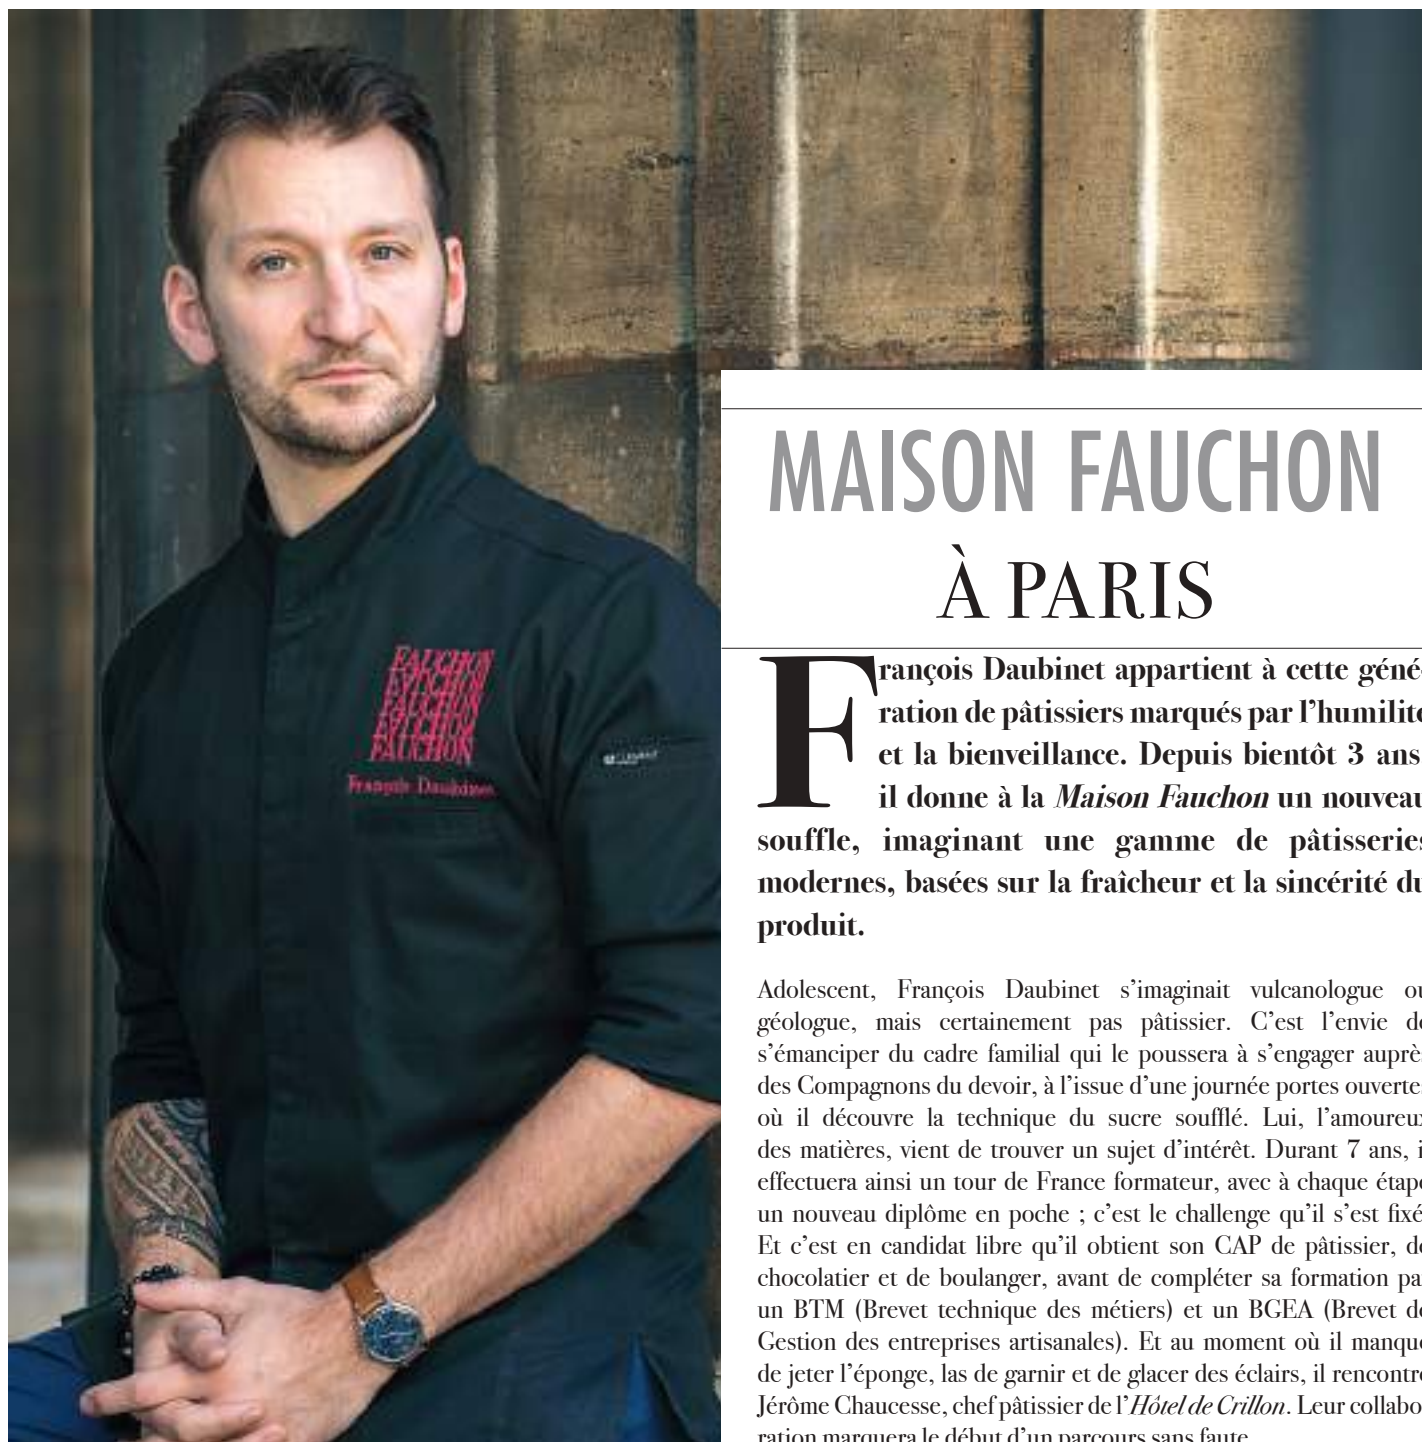 FAUCHON
FAUCHON
FAUCHON
FAUCHON
FAUCHON
François Daubinet
MAISON FAUCHON
À PARIS
François Daubinet appartient à cette géné-
ration de pâtissiers marqués par l’humilité
et la bienveillance. Depuis bientôt 3 ans
il donne à la Maison Fauchon un nouveau
souffle, imaginant une gamme de pâtisseries
modernes, basées sur la fraîcheur et la sincérité du
produit.
Adolescent, François Daubinet s’imaginait vulcanologue ou
géologue, mais certainement pas pâtissier. C’est l’envie de
s’émanciper du cadre familial qui le poussera à s’engager auprès
des Compagnons du devoir, à l’issue d’une journée portes ouvertes
où il découvre la technique du sucre soufflé. Lui, l’amoureux
des matières, vient de trouver un sujet d’intérêt. Durant 7 ans, il
effectuera ainsi un tour de France formateur, avec à chaque étape
un nouveau diplôme en poche ; c’est le challenge qu’il s’est fixé
Et c’est en candidat libre qu’il obtient son CAP de pâtissier, de
chocolatier et de boulanger, avant de compléter sa formation par
un BTM (Brevet technique des métiers) et un BGEA (Brevet de
Gestion des entreprises artisanales). Et au moment où il manque
de jeter l’éponge, las de garnir et de glacer des éclairs, il rencontre
Jérôme Chaucesse, chef pâtissier de l’Hôtel de Crillon. Leur collabo-
ration marquera le début d’un parcours sans faute